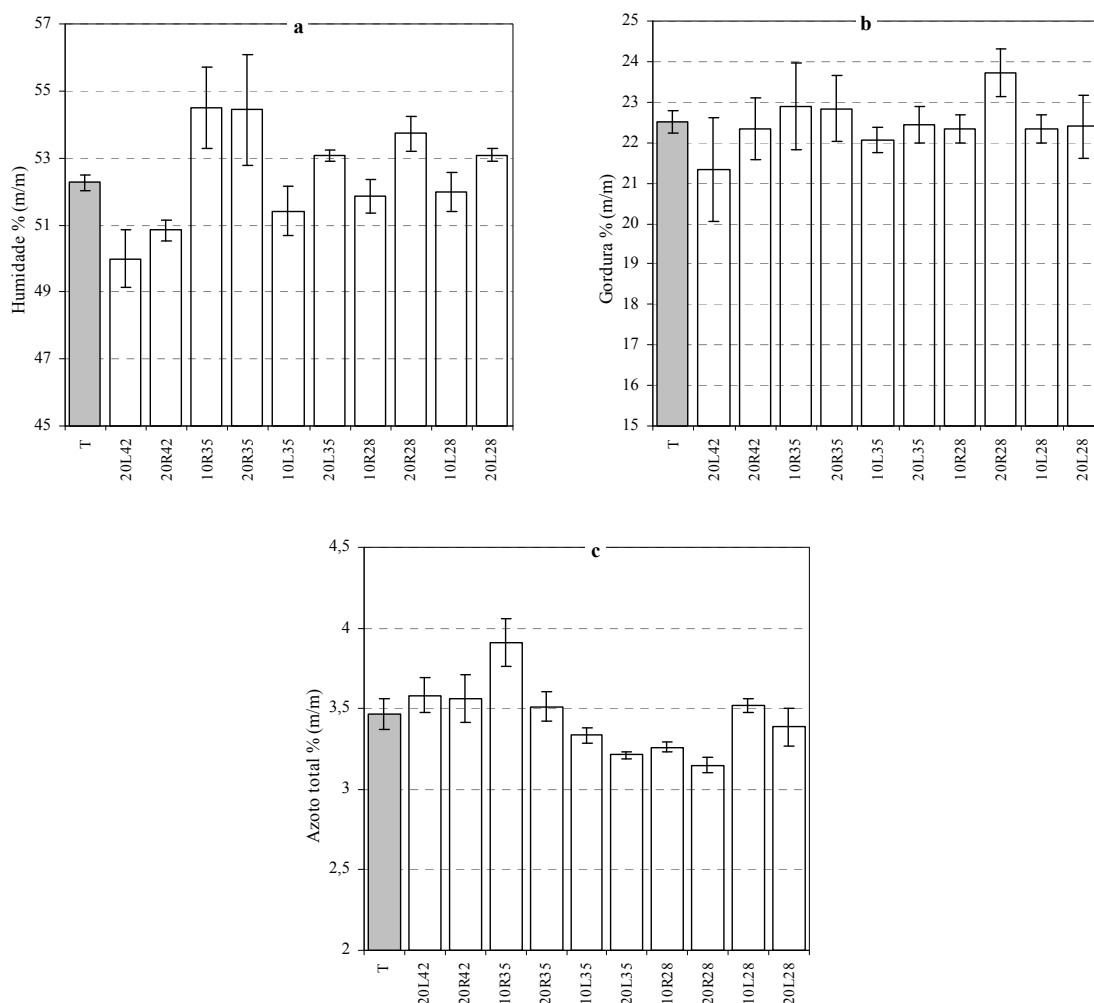 a
57
55
53
51
49
47
45
Humidade % (m/m)
T
20L42
20R42
10R35
20R35
10L35
20L35
10R28
20R28
10L28
20L28
b
25
24
23
22
21
20
19
18
17
16
15
Gordura % (m/m)
T
20L42
20R42
10R35
20R35
10L35
20L35
10R28
20R28
10L28
20L28
c
4,5
4
3,5
3
2,5
2
Azoto total % (m/m)
T
20L42
20R42
10R35
20R35
10L35
20L35
10R28
20R28
10L28
20L28